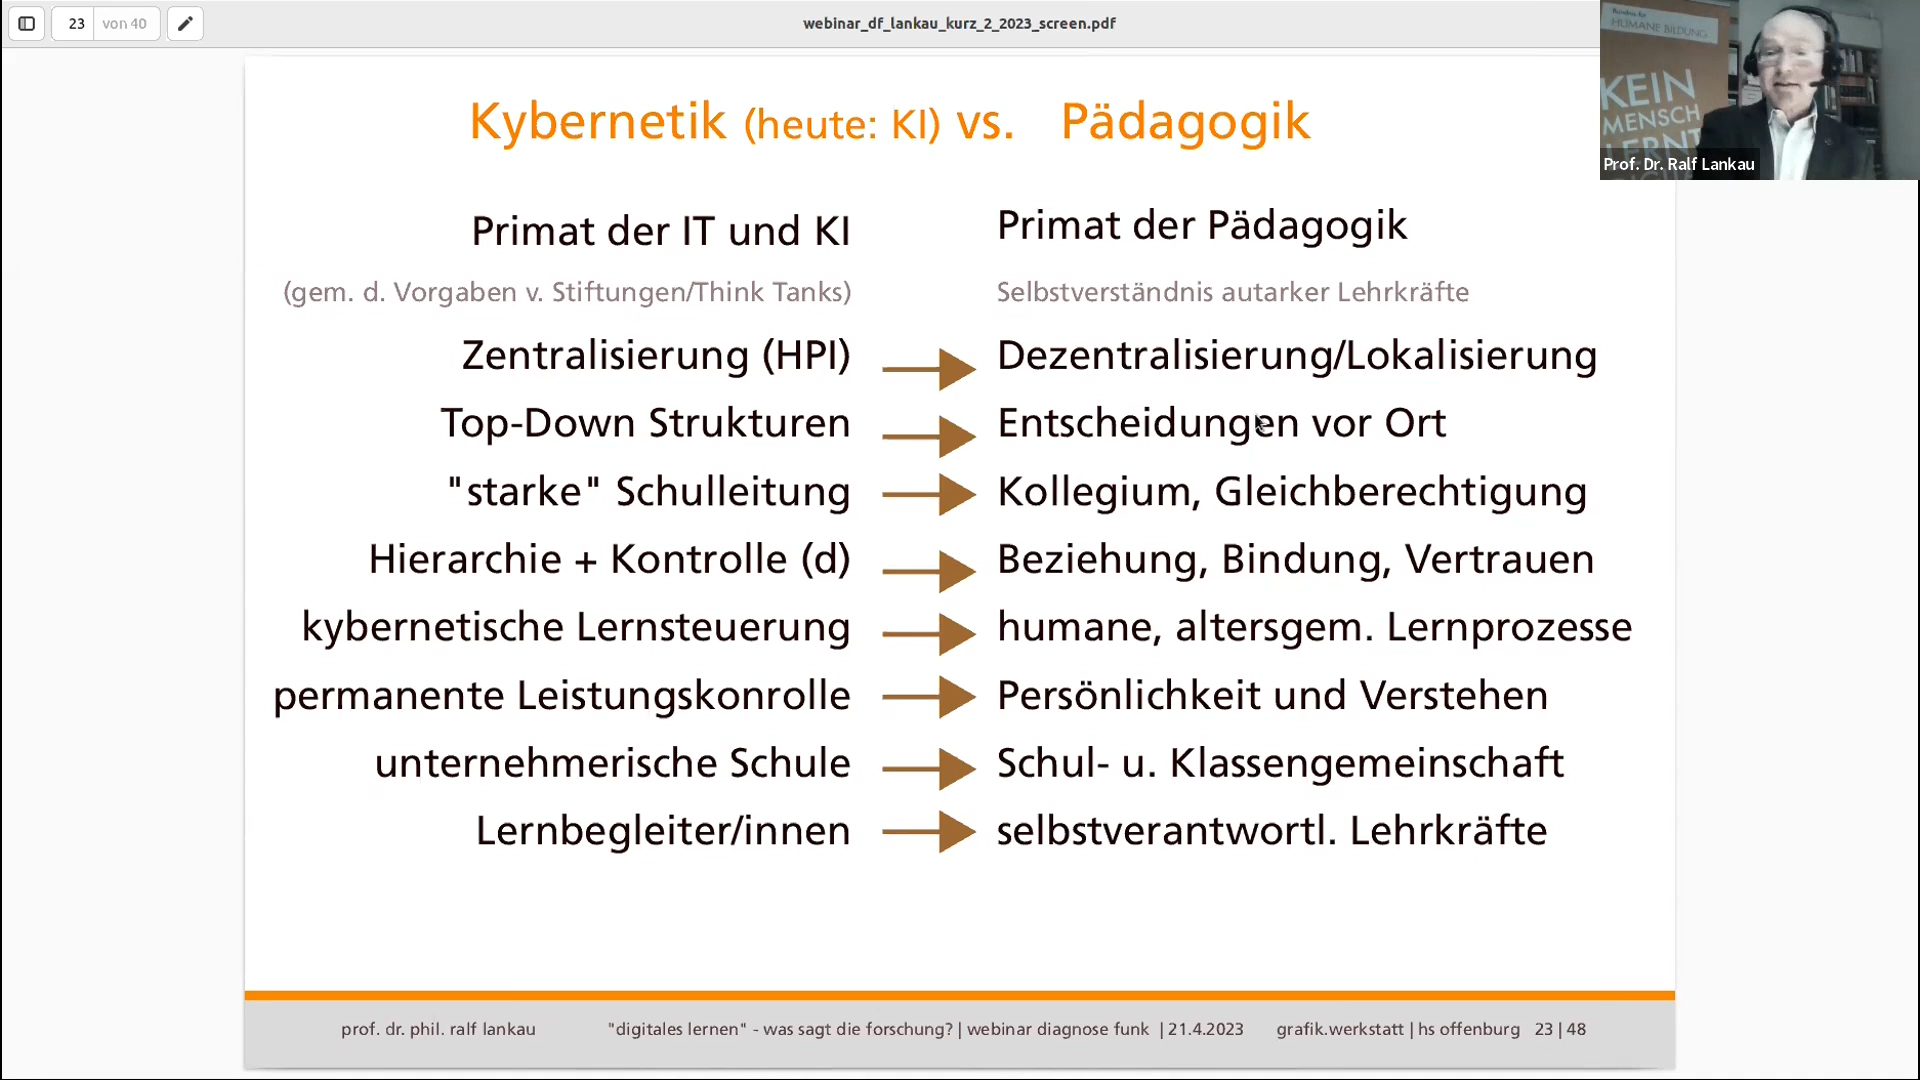 23 von 40
webinar_df_lankau_kurz_2_2023_screen.pdf
HUMANE BILDUNG
KEIN
MENSCH
LERNT
Prof. Dr. Ralf Lankau
Kybernetik (heute: KI) vs. Pädagogik
Primat der IT und KI
Primat der Pädagogik
(gem. d. Vorgaben v. Stiftungen/Think Tanks)
Selbstverständnis autarker Lehrkräfte
Zentralisierung (HPI) → Dezentralisierung/Lokalisierung
Top-Down Strukturen → Entscheidungen vor Ort
"starke" Schulleitung → Kollegium, Gleichberechtigung
Hierarchie + Kontrolle (d) → Beziehung, Bindung, Vertrauen
kybernetische Lernsteuerung → humane, altersgem. Lernprozesse
permanente Leistungskonrolle → Persönlichkeit und Verstehen
unternehmerische Schule → Schul- u. Klassengemeinschaft
Lernbegleiter/innen → selbstverantwortl. Lehrkräfte
prof. dr. phil. ralf lankau "digitales lernen" - was sagt die forschung? | webinar diagnose funk | 21.4.2023 grafik.werkstatt | hs offenburg 23 | 48